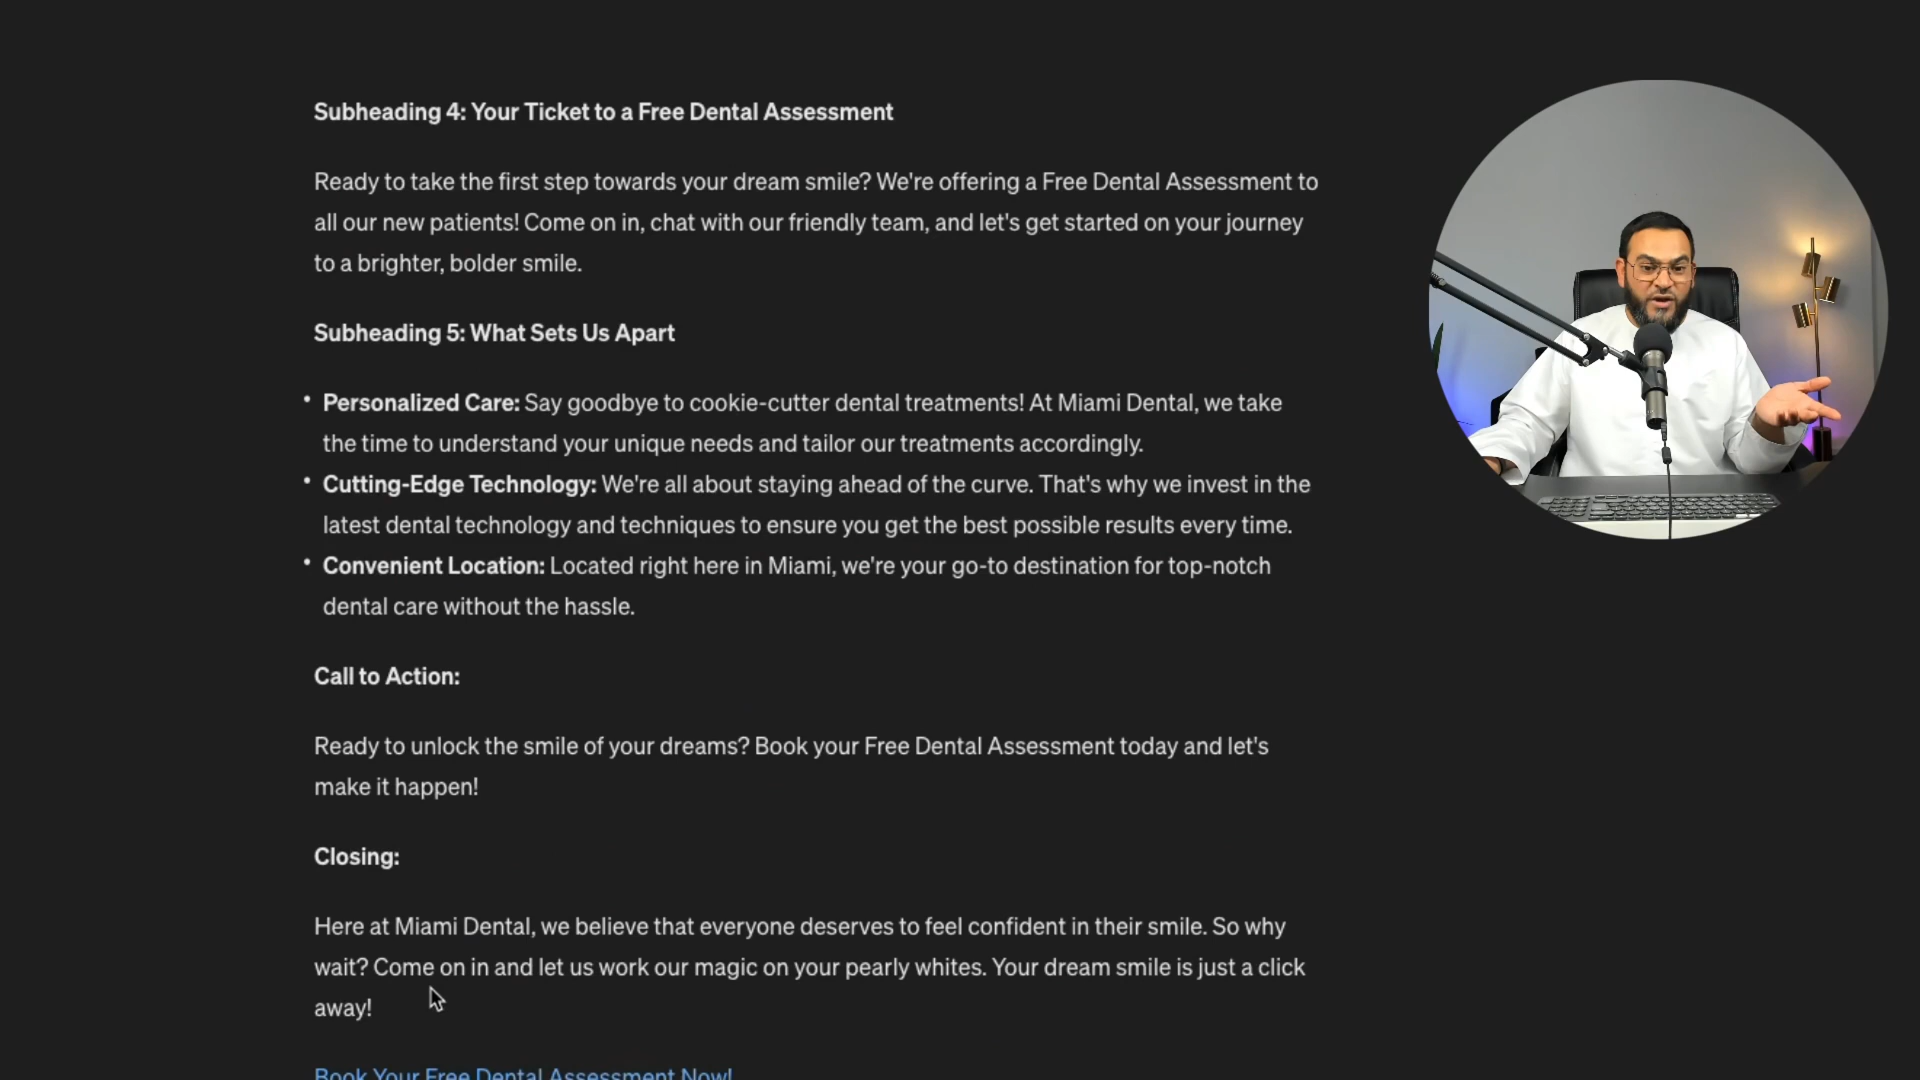 Subheading 4: Your Ticket to a Free Dental Assessment
Ready to take the first step towards your dream smile? We're offering a Free Dental Assessment to
all our new patients! Come on in, chat with our friendly team, and let's get started on your journey
to a brighter, bolder smile.
Subheading 5: What Sets Us Apart
• Personalized Care: Say goodbye to cookie-cutter dental treatments! At Miami Dental, we take
the time to understand your unique needs and tailor our treatments accordingly.
• Cutting-Edge Technology: We're all about staying ahead of the curve. That's why we invest in the
latest dental technology and techniques to ensure you get the best possible results every time.
• Convenient Location: Located right here in Miami, we're your go-to destination for top-notch
dental care without the hassle.
Call to Action:
Ready to unlock the smile of your dreams? Book your Free Dental Assessment today and let's
make it happen!
Closing:
Here at Miami Dental, we believe that everyone deserves to feel confident in their smile. So why
wait? Come on in and let us work our magic on your pearly whites. Your dream smile is just a click
away!
Book Your Free Dental Assessment Now!